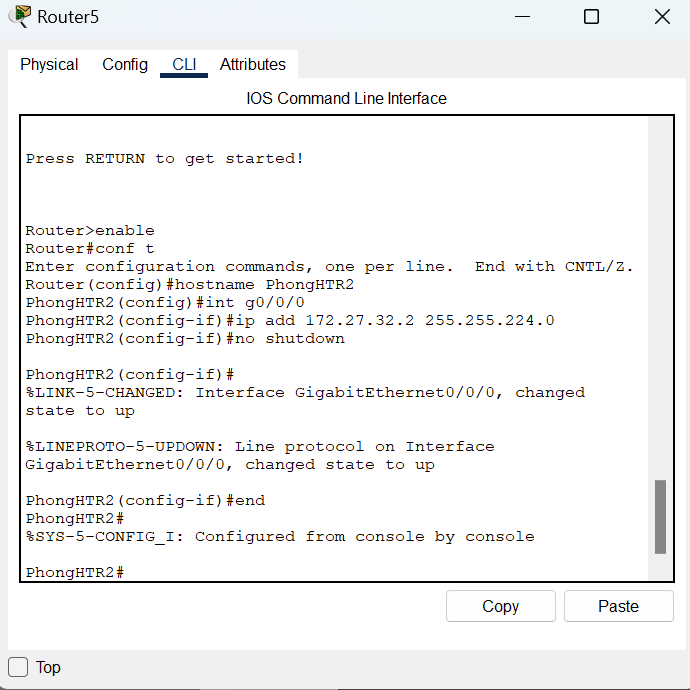 Router5
Physical Config CLI Attributes
IOS Command Line Interface
Press RETURN to get started!
Router>enable
Router#conf t
Enter configuration commands, one per line.  End with CNTL/Z.
Router(config)#hostname PhongHTR2
PhongHTR2(config)#int g0/0/0
PhongHTR2(config-if)#ip add 172.27.32.2 255.255.224.0
PhongHTR2(config-if)#no shutdown
PhongHTR2(config-if)#
%LINK-5-CHANGED: Interface GigabitEthernet0/0/0, changed
state to up
%LINEPROTO-5-UPDOWN: Line protocol on Interface
GigabitEthernet0/0/0, changed state to up
PhongHTR2(config-if)#end
PhongHTR2#
%SYS-5-CONFIG_I: Configured from console by console
PhongHTR2#
Copy Paste
Top